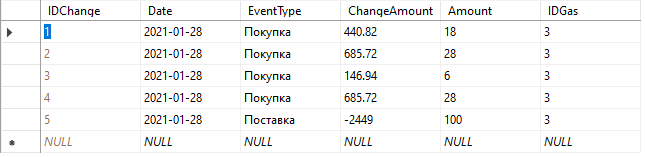 IDChange Date EventType ChangeAmount Amount IDGas
1 2021-01-28 Покупка 440.82 18 3
2 2021-01-28 Покупка 685.72 28 3
3 2021-01-28 Покупка 146.94 6 3
4 2021-01-28 Покупка 685.72 28 3
5 2021-01-28 Поставка -2449 100 3
NULL NULL NULL NULL NULL NULL